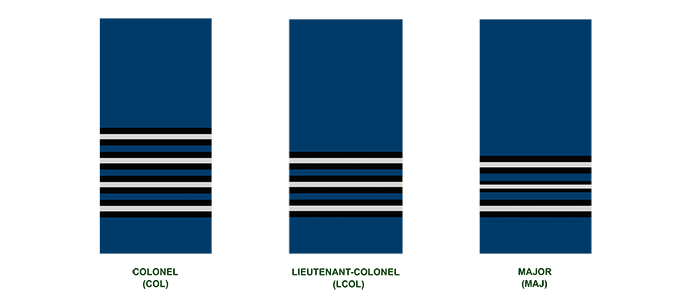 COLONEL
(COL)
LIEUTENANT-COLONEL
(LCOL)
MAJOR
(MAJ)